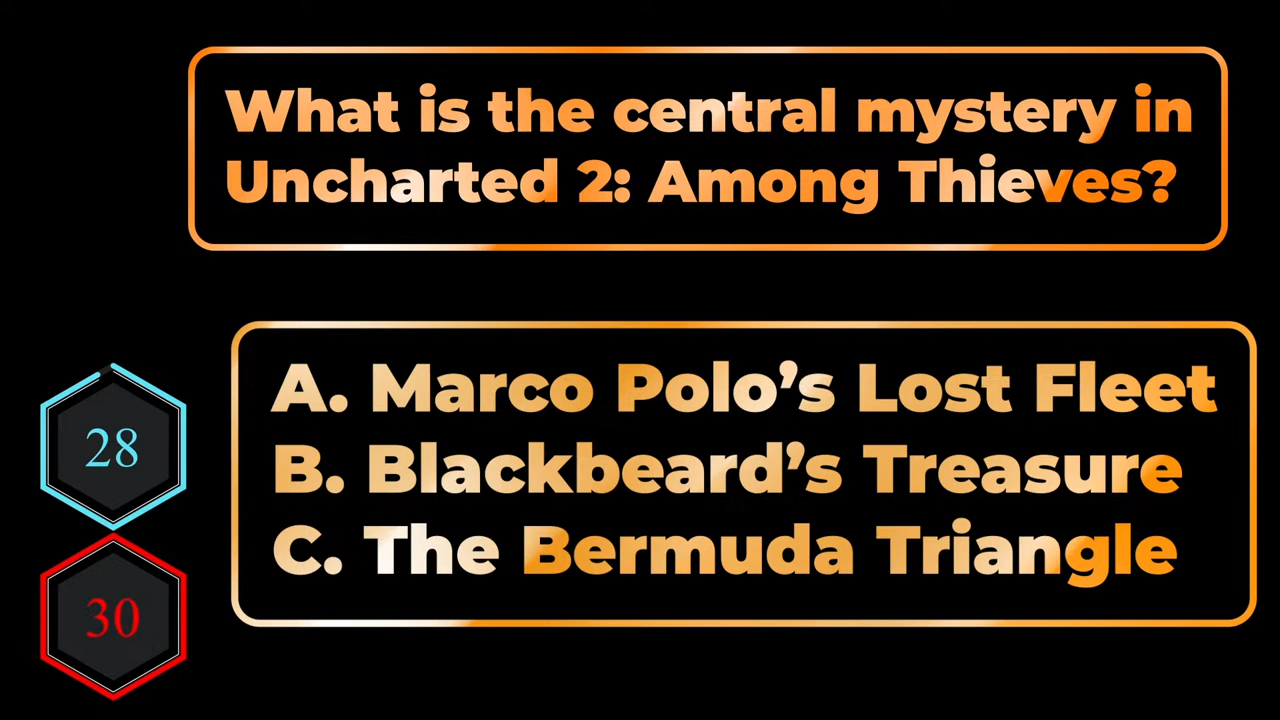 What is the central mystery in
Uncharted 2: Among Thieves?
A. Marco Polo’s Lost Fleet
B. Blackbeard’s Treasure
C. The Bermuda Triangle
28
30